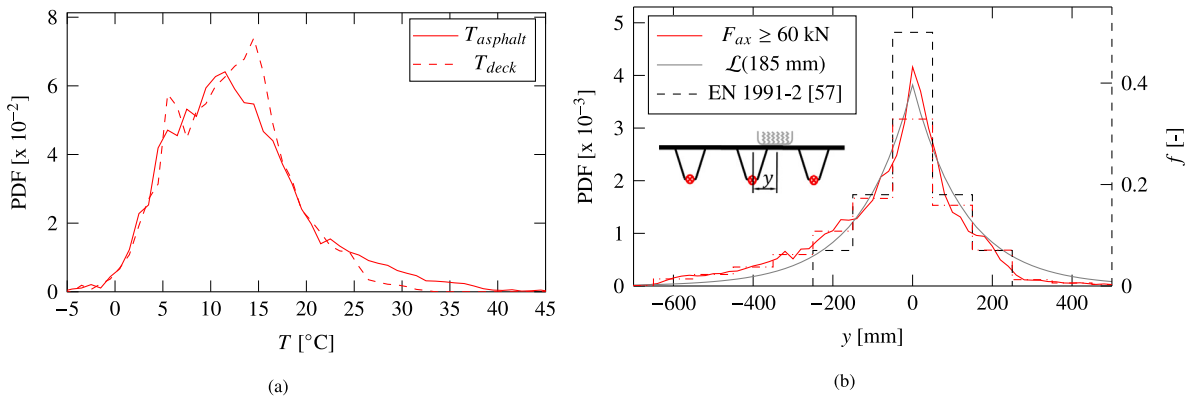 8
6
4
2
0
PDF [x 10⁻²]
−5 0 5 10 15 20 25 30 35 40 45
T [°C]
T_asphalt
T_deck
(a)
5
4
3
2
1
0
PDF [x 10⁻³]
F_ax ≥ 60 kN
ℒ(185 mm)
EN 1991-2 [57]
y
0.4
0.2
0
f [-]
−600 −400 −200 0 200 400
y [mm]
(b)